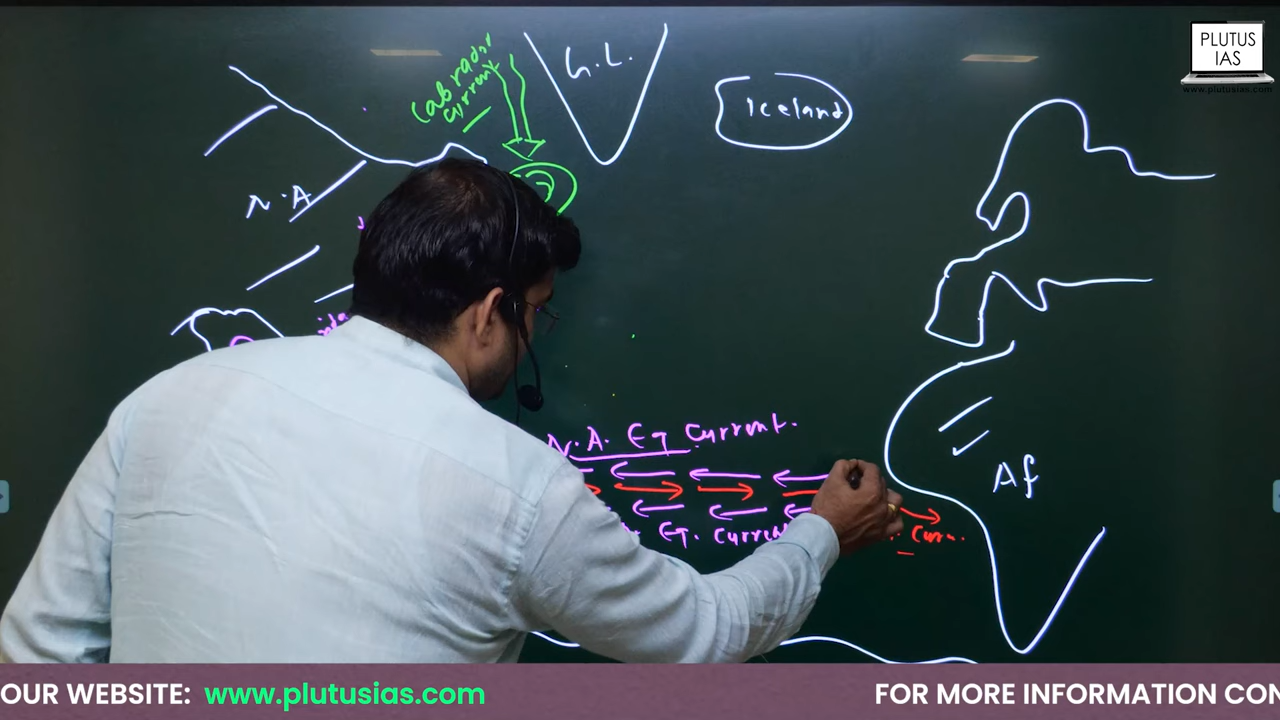 PLUTUS
IAS
www.plutusias.com
Labrador
Current
G.L.
Iceland
N.A
N.A. Eq Current.
Eq. Current
Curr.
Af
OUR WEBSITE: www.plutusias.com
FOR MORE INFORMATION CON